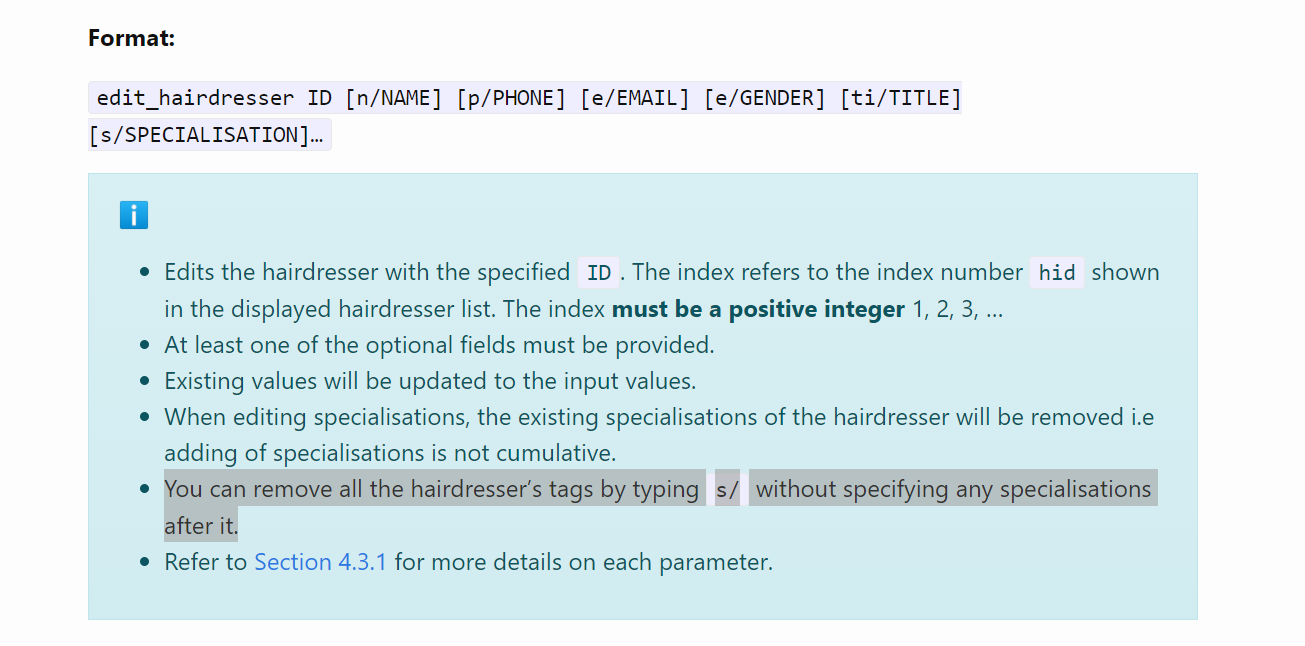 Format:
edit_hairdresser ID [n/NAME] [p/PHONE] [e/EMAIL] [e/GENDER] [ti/TITLE]
[s/SPECIALISATION]…
i
Edits the hairdresser with the specified ID. The index refers to the index number hid shown
in the displayed hairdresser list. The index must be a positive integer 1, 2, 3, …
At least one of the optional fields must be provided.
Existing values will be updated to the input values.
When editing specialisations, the existing specialisations of the hairdresser will be removed i.e
adding of specialisations is not cumulative.
You can remove all the hairdresser’s tags by typing s/ without specifying any specialisations
after it.
Refer to Section 4.3.1 for more details on each parameter.